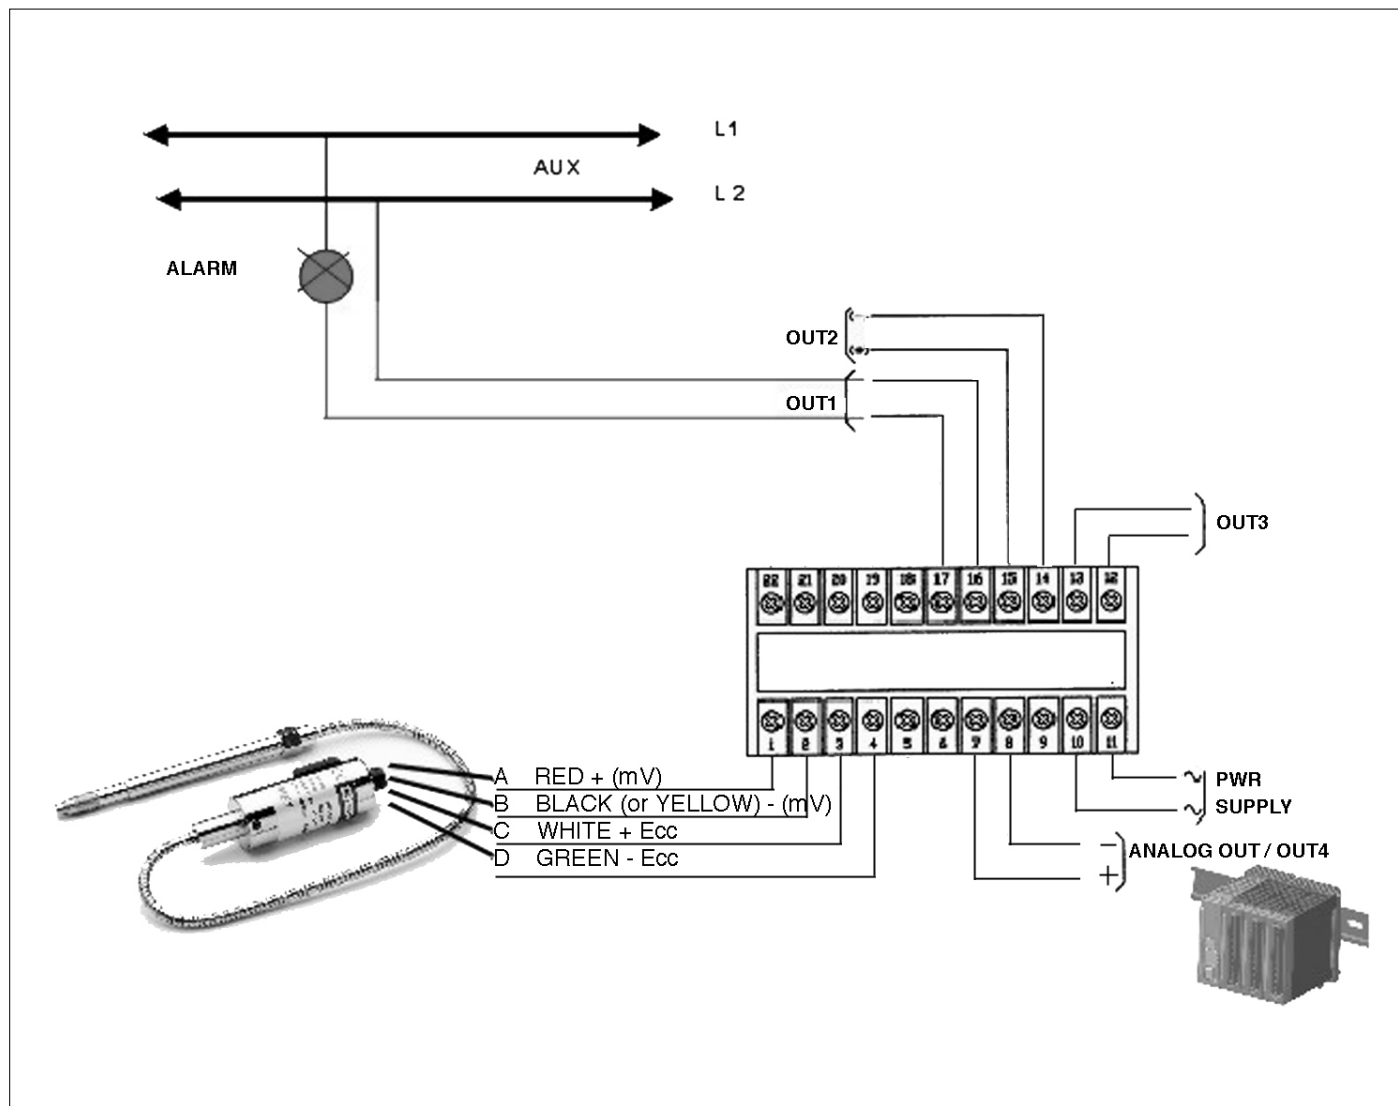 L1
AUX
L 2
ALARM
OUT2
OUT1
OUT3
22 21 20 19 18 17 16 15 14 13 12
1 2 3 4 5 6 7 8 9 10 11
A RED + (mV)
B BLACK (or YELLOW) - (mV)
C WHITE + Ecc
D GREEN - Ecc
~ PWR
~ SUPPLY
− ANALOG OUT / OUT4
+